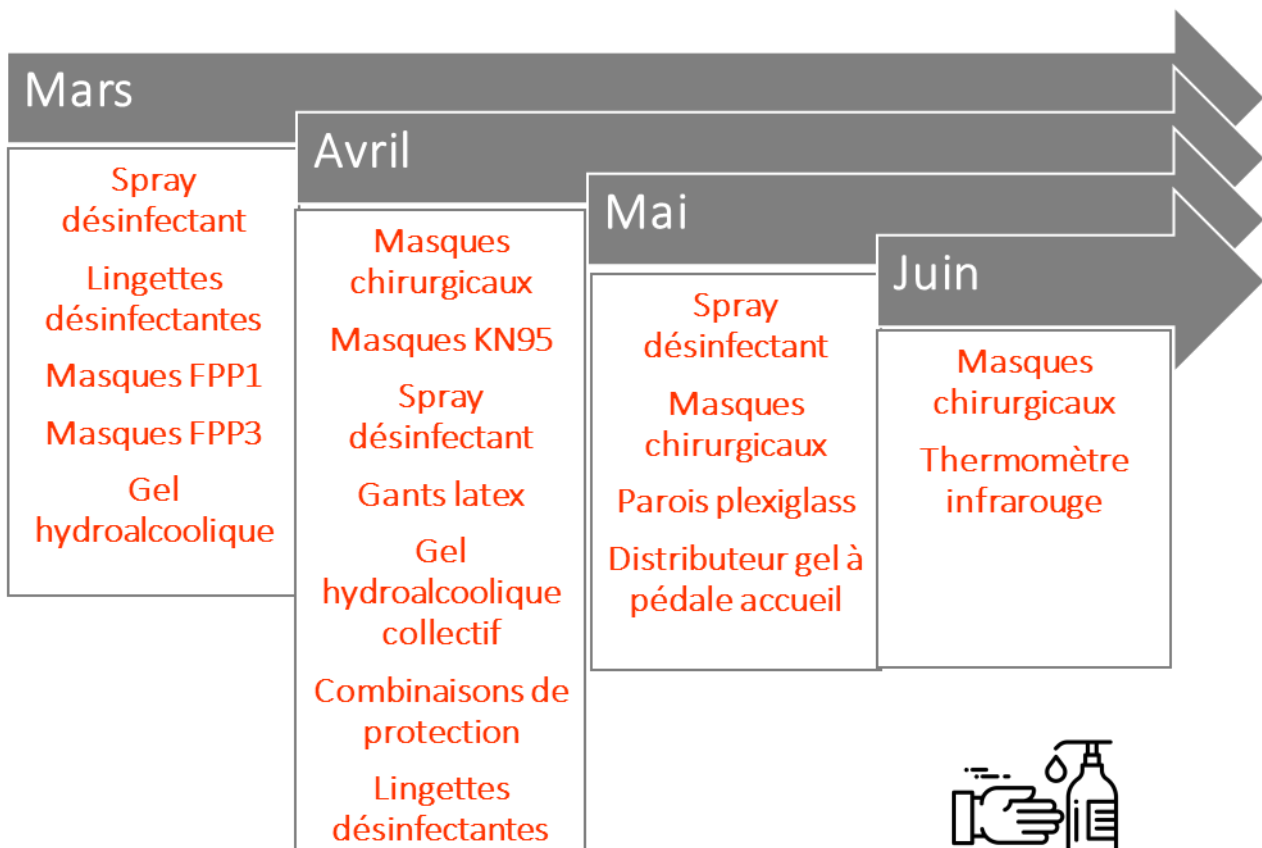 Mars
Spray
désinfectant
Lingettes
désinfectantes
Masques FPP1
Masques FPP3
Gel
hydroalcoolique
Avril
Masques
chirurgicaux
Masques KN95
Spray
désinfectant
Gants latex
Gel
hydroalcoolique
collectif
Combinaisons de
protection
Lingettes
désinfectantes
Mai
Spray
désinfectant
Masques
chirurgicaux
Parois plexiglass
Distributeur gel à
pédale accueil
Juin
Masques
chirurgicaux
Thermomètre
infrarouge